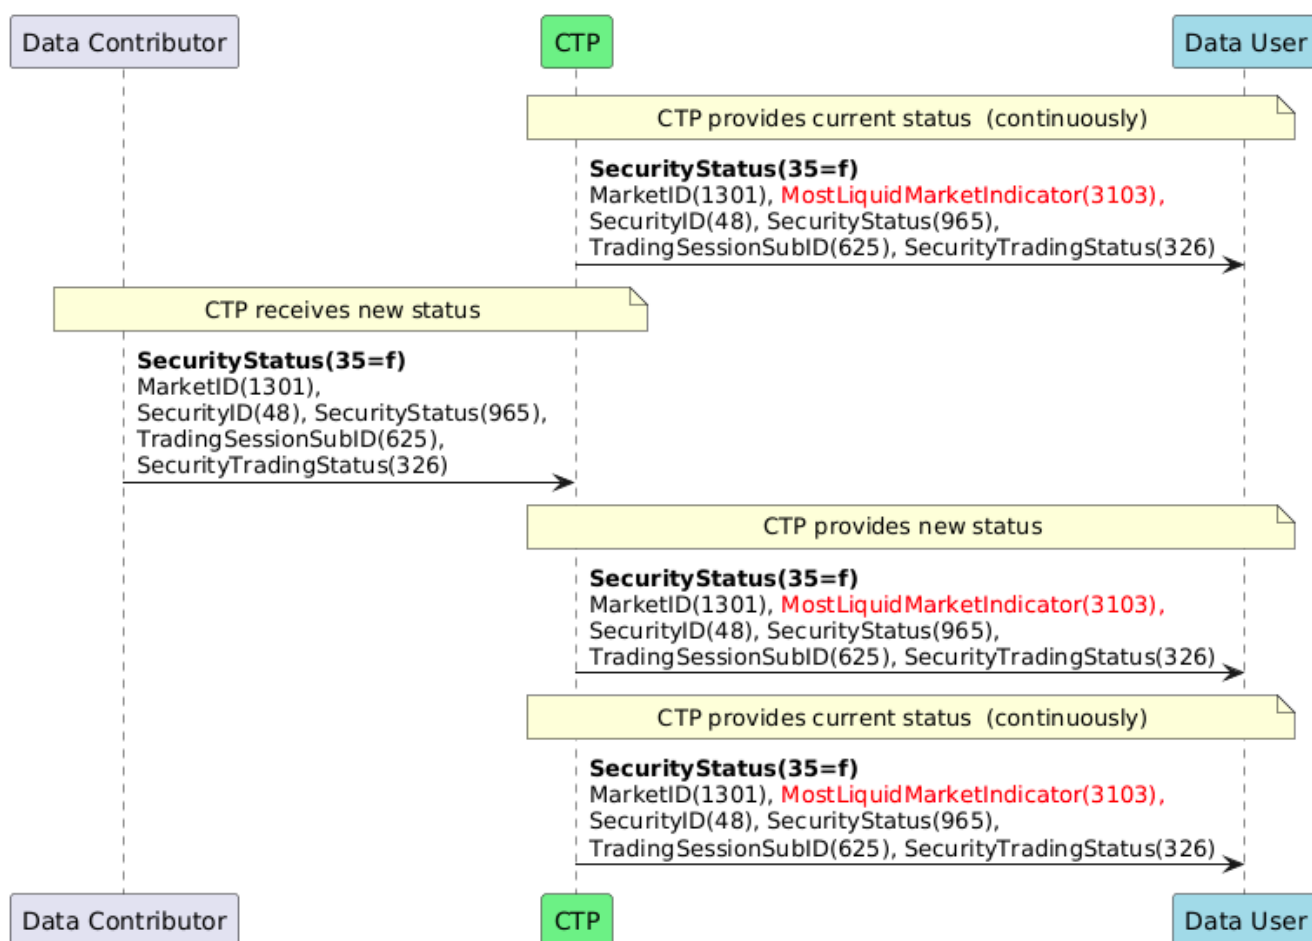 Data Contributor
CTP
Data User
CTP provides current status  (continuously)
SecurityStatus(35=f)
MarketID(1301), MostLiquidMarketIndicator(3103),
SecurityID(48), SecurityStatus(965),
TradingSessionSubID(625), SecurityTradingStatus(326)
CTP receives new status
SecurityStatus(35=f)
MarketID(1301),
SecurityID(48), SecurityStatus(965),
TradingSessionSubID(625),
SecurityTradingStatus(326)
CTP provides new status
SecurityStatus(35=f)
MarketID(1301), MostLiquidMarketIndicator(3103),
SecurityID(48), SecurityStatus(965),
TradingSessionSubID(625), SecurityTradingStatus(326)
CTP provides current status  (continuously)
SecurityStatus(35=f)
MarketID(1301), MostLiquidMarketIndicator(3103),
SecurityID(48), SecurityStatus(965),
TradingSessionSubID(625), SecurityTradingStatus(326)
Data Contributor
CTP
Data User